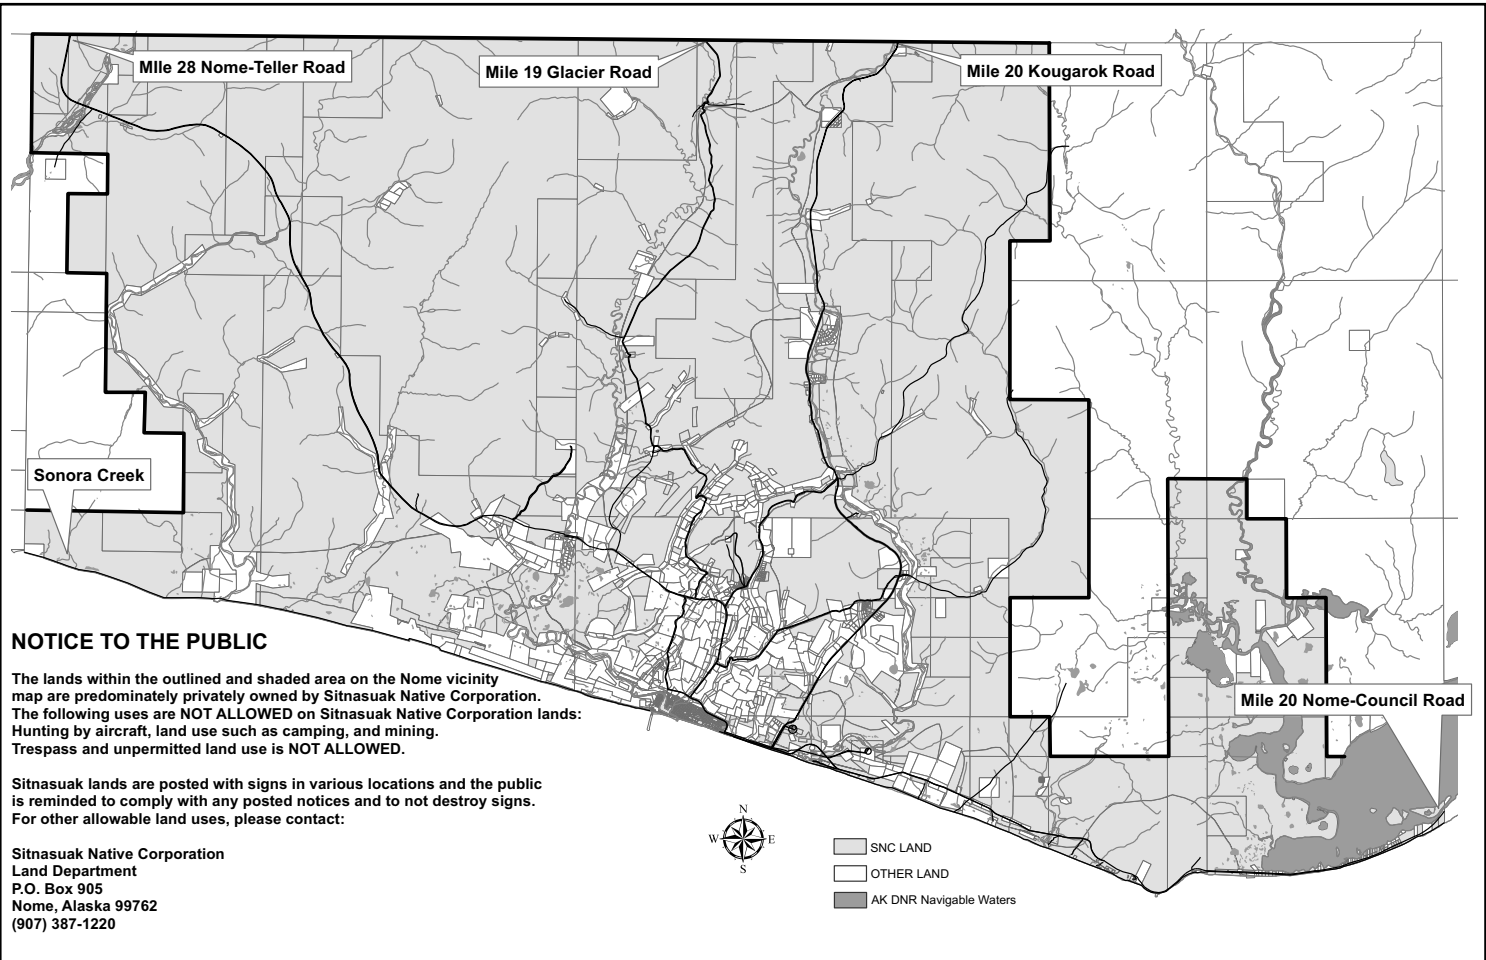 MIle 28 Nome-Teller Road
Mile 19 Glacier Road
Mile 20 Kougarok Road
Sonora Creek
NOTICE TO THE PUBLIC
The lands within the outlined and shaded area on the Nome vicinity
map are predominately privately owned by Sitnasuak Native Corporation.
The following uses are NOT ALLOWED on Sitnasuak Native Corporation lands:
Hunting by aircraft, land use such as camping, and mining.
Trespass and unpermitted land use is NOT ALLOWED.
Sitnasuak lands are posted with signs in various locations and the public
is reminded to comply with any posted notices and to not destroy signs.
For other allowable land uses, please contact:
Sitnasuak Native Corporation
Land Department
P.O. Box 905
Nome, Alaska 99762
(907) 387-1220
Mile 20 Nome-Council Road
N
W
E
S
SNC LAND
OTHER LAND
AK DNR Navigable Waters